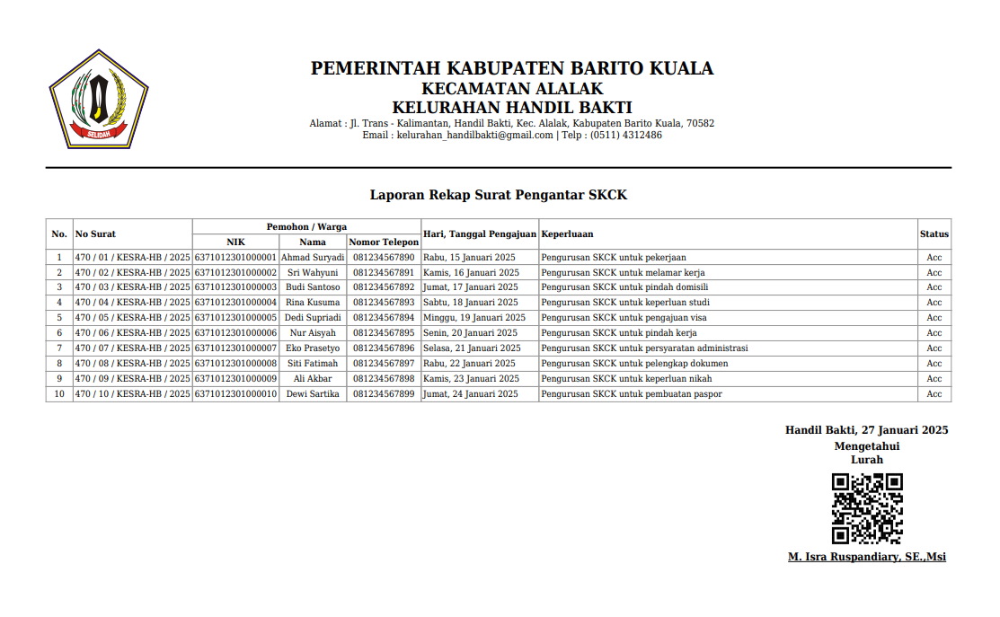 SELIDAH
PEMERINTAH KABUPATEN BARITO KUALA
KECAMATAN ALALAK
KELURAHAN HANDIL BAKTI
Alamat : Jl. Trans - Kalimantan, Handil Bakti, Kec. Alalak, Kabupaten Barito Kuala, 70582
Email : kelurahan_handilbakti@gmail.com | Telp : (0511) 4312486
Laporan Rekap Surat Pengantar SKCK
No. No Surat Pemohon / Warga Hari, Tanggal Pengajuan Keperluaan Status
NIK Nama Nomor Telepon
1 470 / 01 / KESRA-HB / 2025 6371012301000001 Ahmad Suryadi 081234567890 Rabu, 15 Januari 2025 Pengurusan SKCK untuk pekerjaan Acc
2 470 / 02 / KESRA-HB / 2025 6371012301000002 Sri Wahyuni 081234567891 Kamis, 16 Januari 2025 Pengurusan SKCK untuk melamar kerja Acc
3 470 / 03 / KESRA-HB / 2025 6371012301000003 Budi Santoso 081234567892 Jumat, 17 Januari 2025 Pengurusan SKCK untuk pindah domisili Acc
4 470 / 04 / KESRA-HB / 2025 6371012301000004 Rina Kusuma 081234567893 Sabtu, 18 Januari 2025 Pengurusan SKCK untuk keperluan studi Acc
5 470 / 05 / KESRA-HB / 2025 6371012301000005 Dedi Supriadi 081234567894 Minggu, 19 Januari 2025 Pengurusan SKCK untuk pengajuan visa Acc
6 470 / 06 / KESRA-HB / 2025 6371012301000006 Nur Aisyah 081234567895 Senin, 20 Januari 2025 Pengurusan SKCK untuk pindah kerja Acc
7 470 / 07 / KESRA-HB / 2025 6371012301000007 Eko Prasetyo 081234567896 Selasa, 21 Januari 2025 Pengurusan SKCK untuk persyaratan administrasi Acc
8 470 / 08 / KESRA-HB / 2025 6371012301000008 Siti Fatimah 081234567897 Rabu, 22 Januari 2025 Pengurusan SKCK untuk pelengkap dokumen Acc
9 470 / 09 / KESRA-HB / 2025 6371012301000009 Ali Akbar 081234567898 Kamis, 23 Januari 2025 Pengurusan SKCK untuk keperluan nikah Acc
10 470 / 10 / KESRA-HB / 2025 6371012301000010 Dewi Sartika 081234567899 Jumat, 24 Januari 2025 Pengurusan SKCK untuk pembuatan paspor Acc
Handil Bakti, 27 Januari 2025
Mengetahui
Lurah
M. Isra Ruspandiary, SE.,Msi